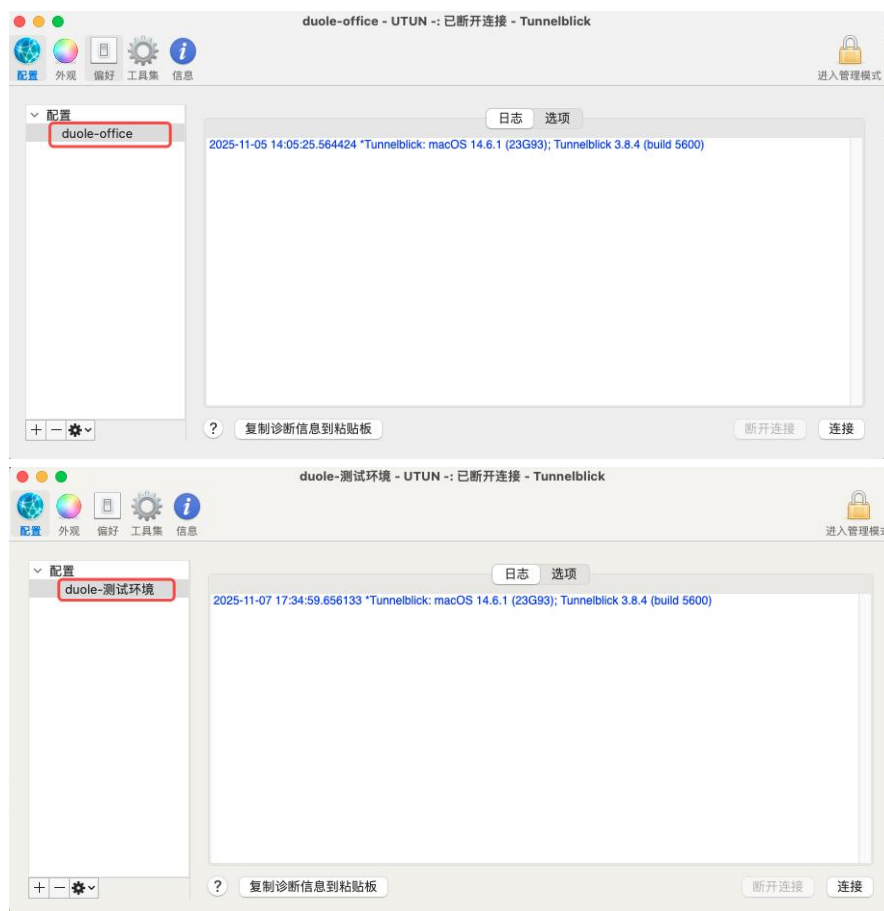 duole-office - UTUN -: 已断开连接 - Tunnelblick
配置 外观 偏好 工具集 信息
进入管理模式
配置
duole-office
日志 选项
2025-11-05 14:05:25.564424 *Tunnelblick: macOS 14.6.1 (23G93); Tunnelblick 3.8.4 (build 5600)
? 复制诊断信息到粘贴板
断开连接 连接
duole-测试环境 - UTUN -: 已断开连接 - Tunnelblick
配置 外观 偏好 工具集 信息
进入管理模
配置
duole-测试环境
日志 选项
2025-11-07 17:34:59.656133 *Tunnelblick: macOS 14.6.1 (23G93); Tunnelblick 3.8.4 (build 5600)
? 复制诊断信息到粘贴板
断开连接 连接